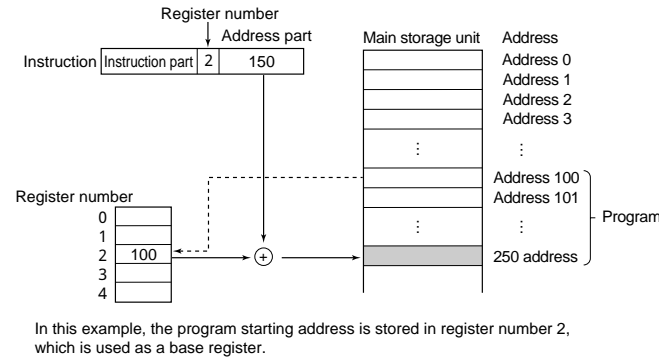 Register number
Address part
Instruction Instruction part 2 150
Main storage unit Address
Address 0
Address 1
Address 2
Address 3
⋮ ⋮
Address 100
Address 101
⋮ ⋮
Program
250 address
Register number
0
1
2 100
3
4
+
In this example, the program starting address is stored in register number 2,
which is used as a base register.